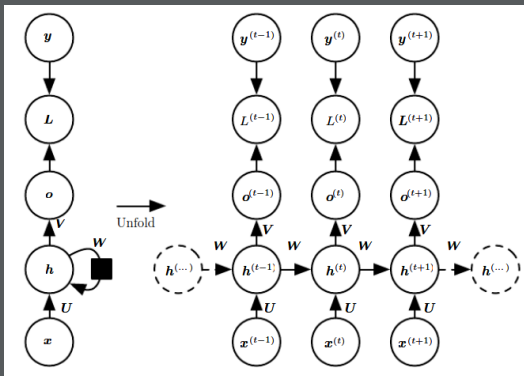 y y^{(t-1)} y^{(t)} y^{(t+1)}
L L^{(t-1)} L^{(t)} L^{(t+1)}
o o^{(t-1)} o^{(t)} o^{(t+1)}
Unfold
V V V V
W W W W W
h h^{(...)} h^{(t-1)} h^{(t)} h^{(t+1)} h^{(...)}
U U U U
x x^{(t-1)} x^{(t)} x^{(t+1)}